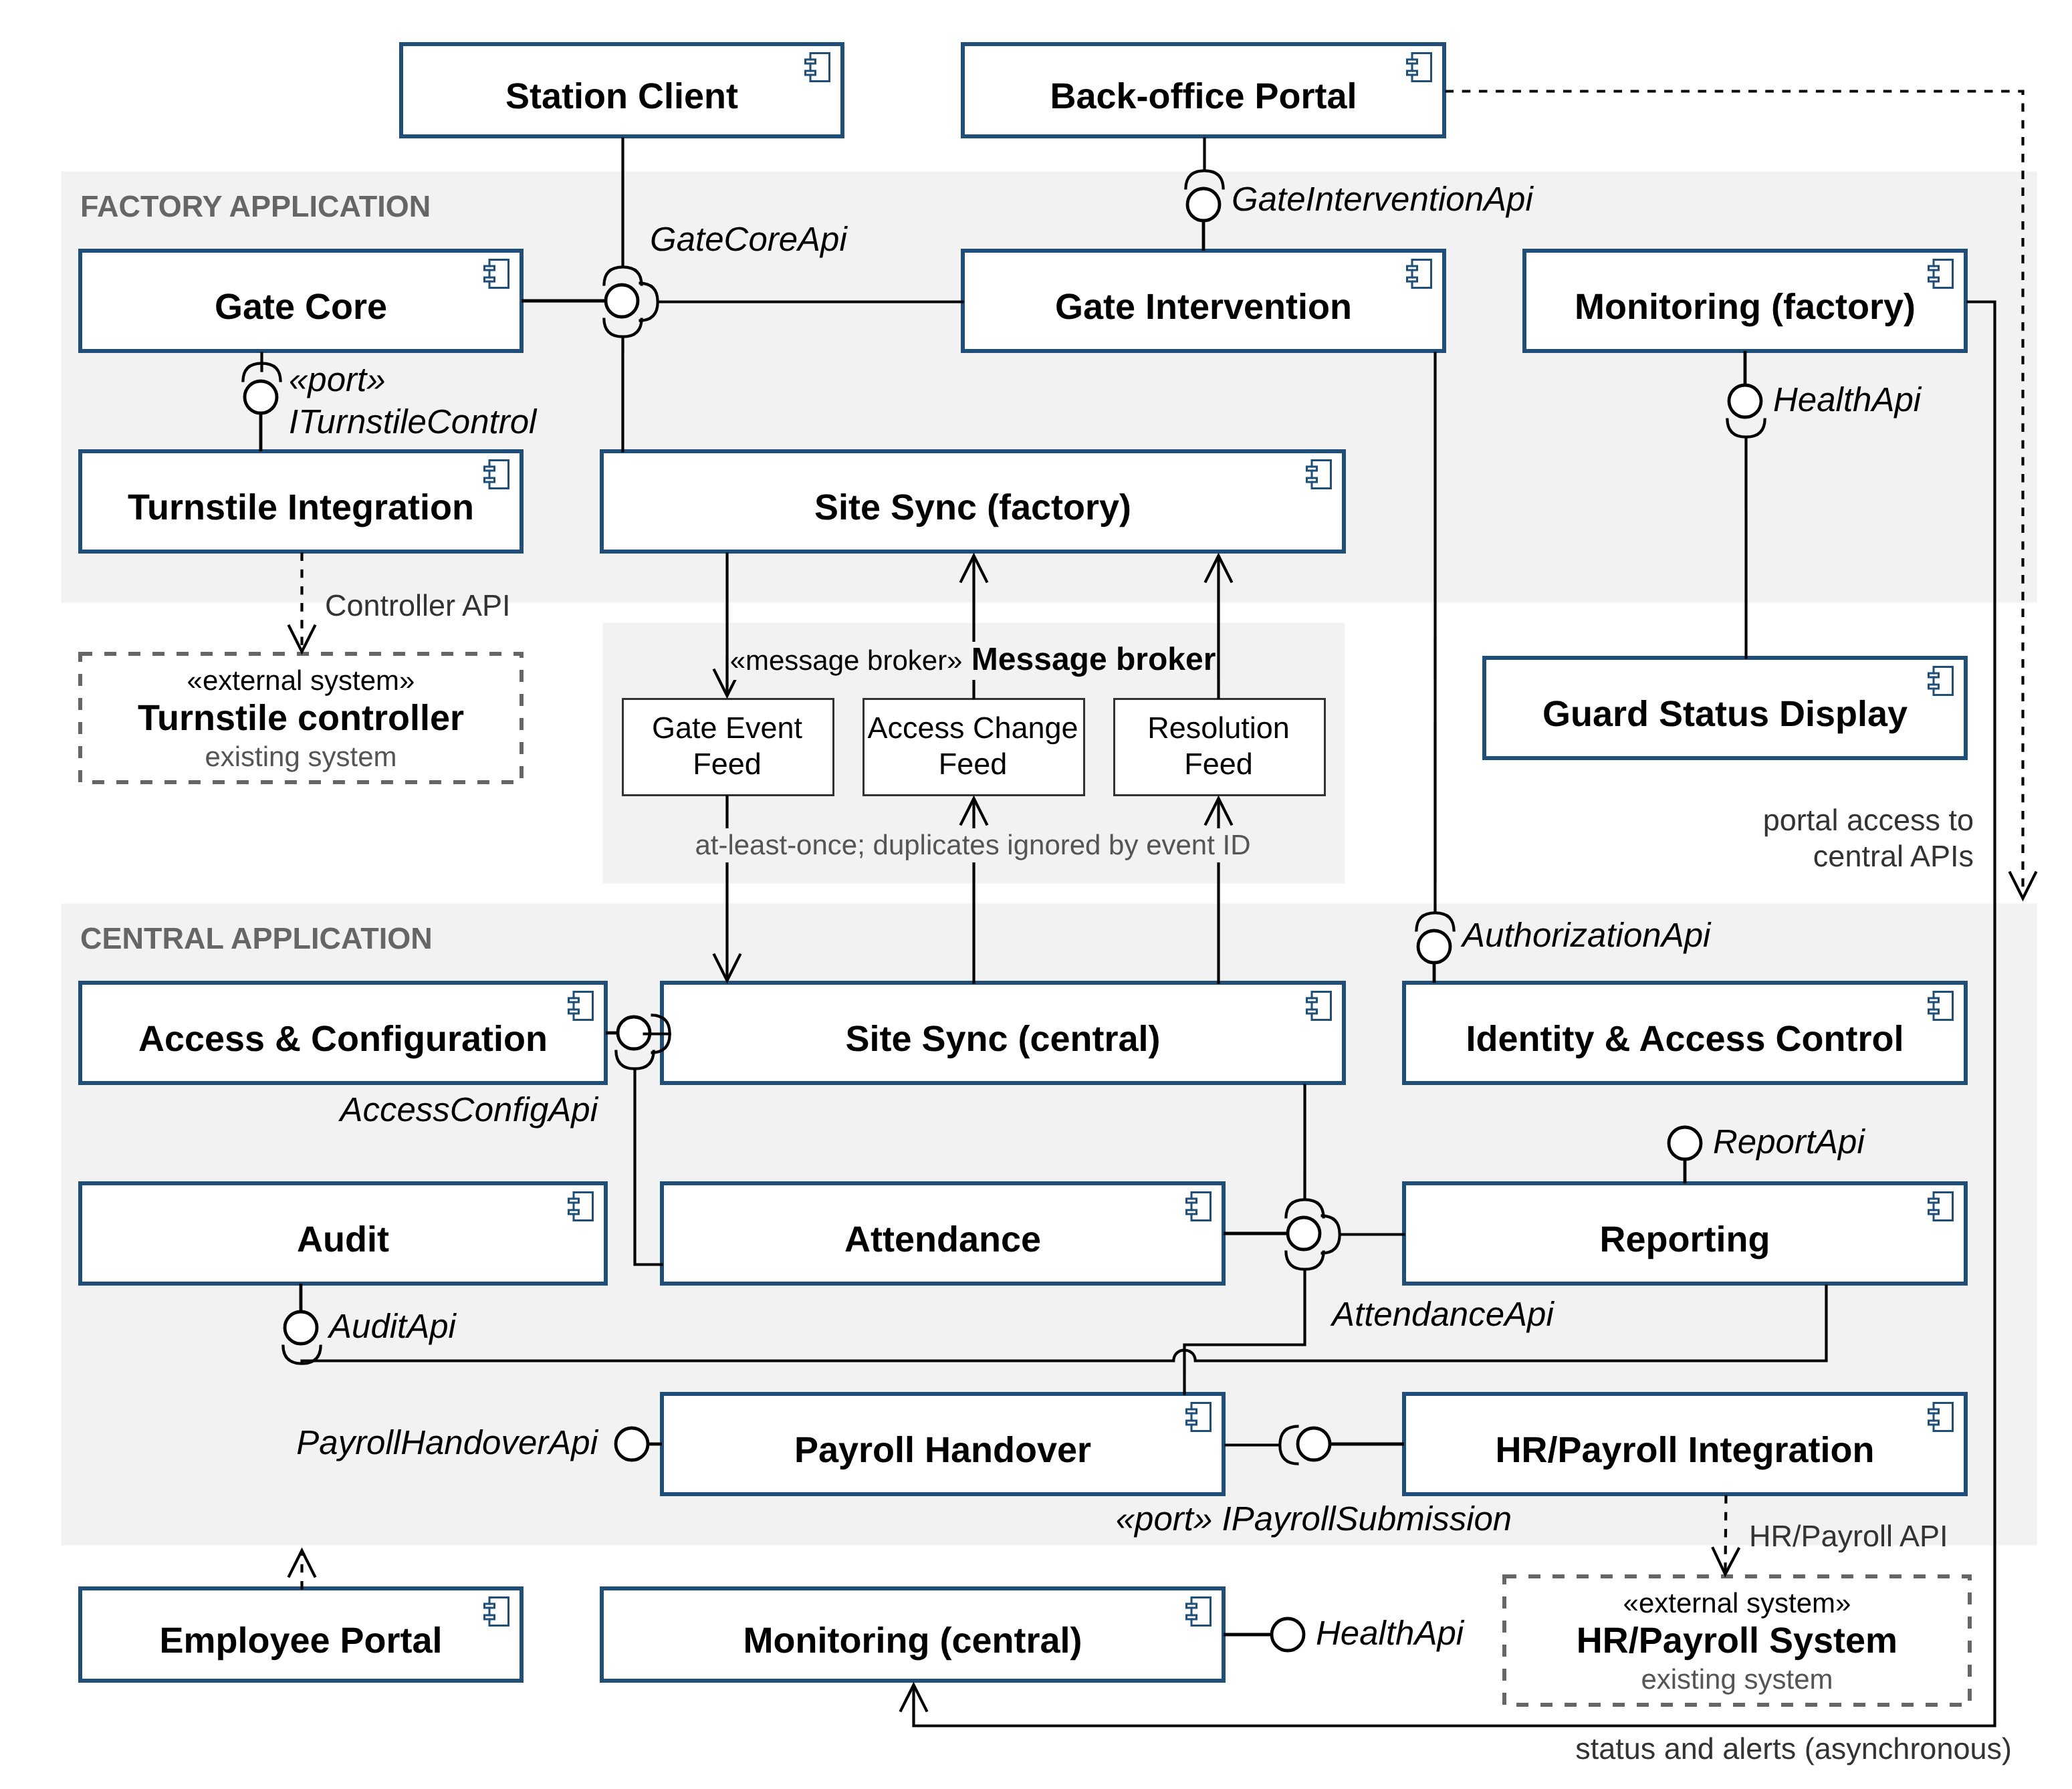 Station Client
Back-office Portal
FACTORY APPLICATION
GateInterventionApi
GateCoreApi
Gate Core
Gate Intervention
Monitoring (factory)
«port»
ITurnstileControl
HealthApi
Turnstile Integration
Site Sync (factory)
Controller API
«message broker» Message broker
«external system»
Turnstile controller
existing system
Gate Event
Feed
Access Change
Feed
Resolution
Feed
Guard Status Display
at-least-once; duplicates ignored by event ID
portal access to
central APIs
CENTRAL APPLICATION
AuthorizationApi
Access & Configuration
Site Sync (central)
Identity & Access Control
AccessConfigApi
ReportApi
Audit
Attendance
Reporting
AuditApi
AttendanceApi
PayrollHandoverApi
Payroll Handover
HR/Payroll Integration
«port» IPayrollSubmission
HR/Payroll API
Employee Portal
Monitoring (central)
HealthApi
«external system»
HR/Payroll System
existing system
status and alerts (asynchronous)